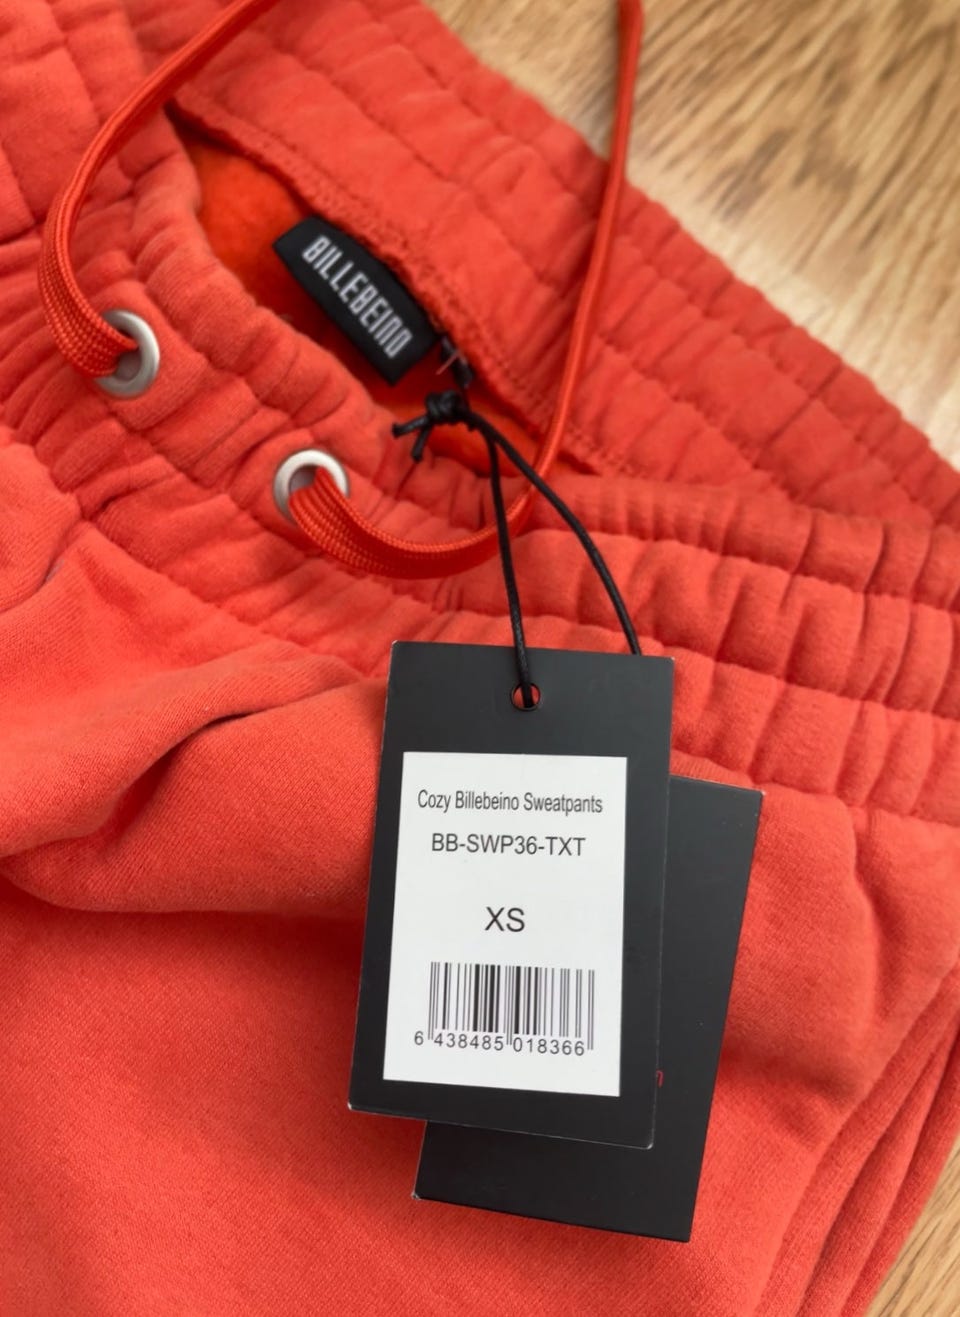 BILLEBEINO
Cozy Billebeino Sweatpants
BB-SWP36-TXT
XS
6 438485 018366